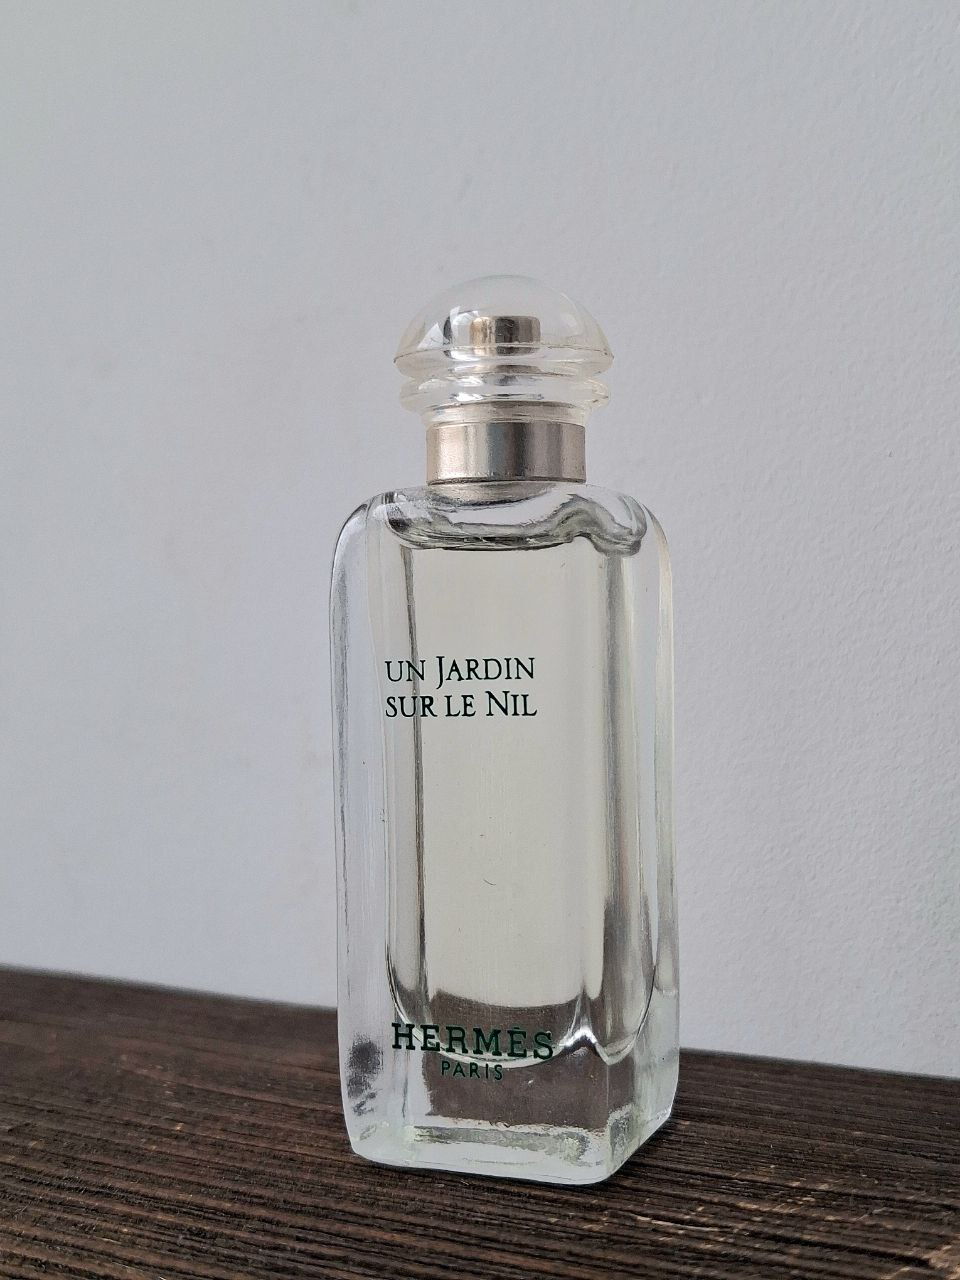 UN JARDIN
SUR LE NIL
HERMÈS
PARIS